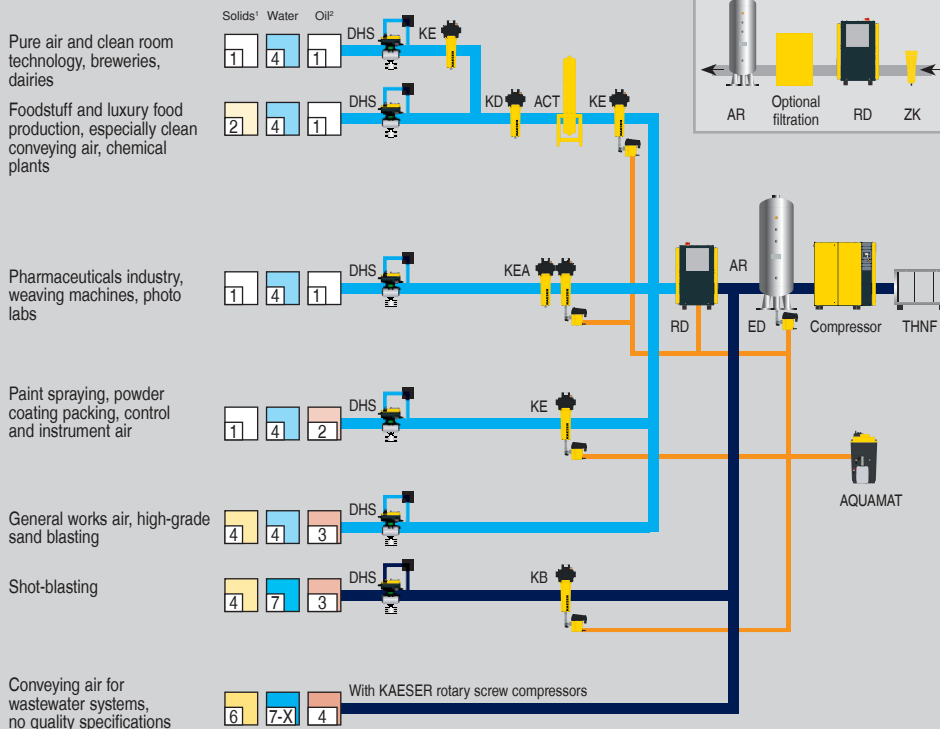 Solids¹ Water Oil²
Pure air and clean room
technology, breweries,
dairies
1 4 1
DHS KE
Foodstuff and luxury food
production, especially clean
conveying air, chemical
plants
2 4 1
DHS KD ACT KE
AR Optional
filtration RD ZK
Pharmaceuticals industry,
weaving machines, photo
labs
1 4 1
DHS KEA AR
RD ED Compressor THNF
Paint spraying, powder
coating packing, control
and instrument air
1 4 2
DHS KE
AQUAMAT
General works air, high-grade
sand blasting
4 4 3
DHS
Shot-blasting
4 7 3
DHS KB
Conveying air for
wastewater systems,
no quality specifications
6 7-X 4
With KAESER rotary screw compressors